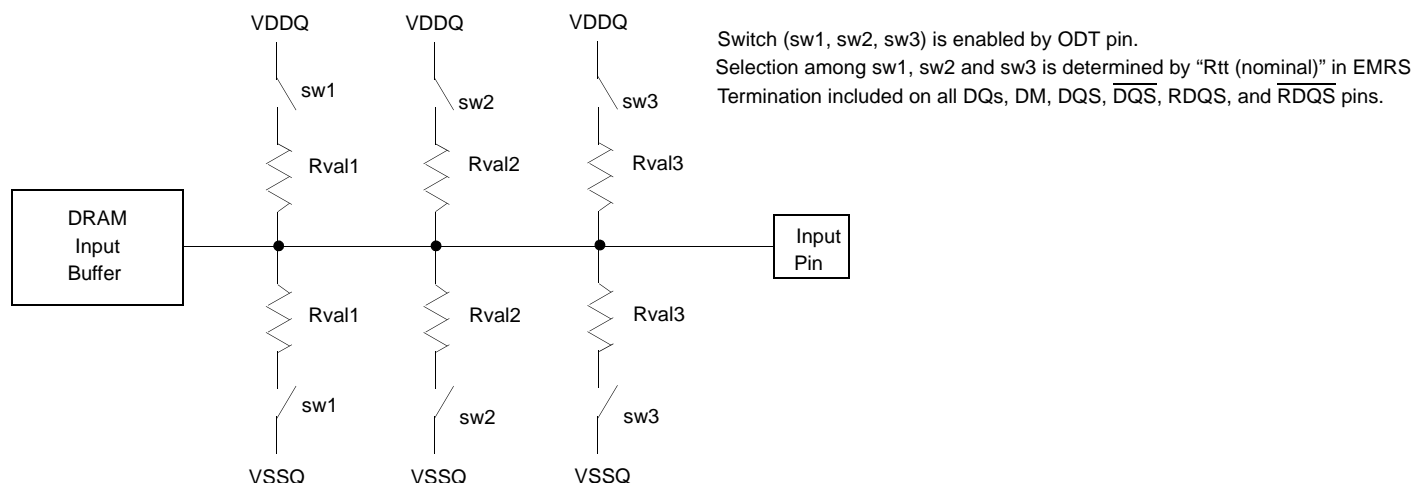 VDDQ VDDQ VDDQ
Switch (sw1, sw2, sw3) is enabled by ODT pin.
Selection among sw1, sw2 and sw3 is determined by “Rtt (nominal)” in EMRS
Termination included on all DQs, DM, DQS, D̅Q̅S̅, RDQS, and R̅D̅Q̅S̅ pins.
sw1 sw2 sw3
Rval1 Rval2 Rval3
DRAM
Input
Buffer
Input
Pin
Rval1 Rval2 Rval3
sw1 sw2 sw3
VSSQ VSSQ VSSQ